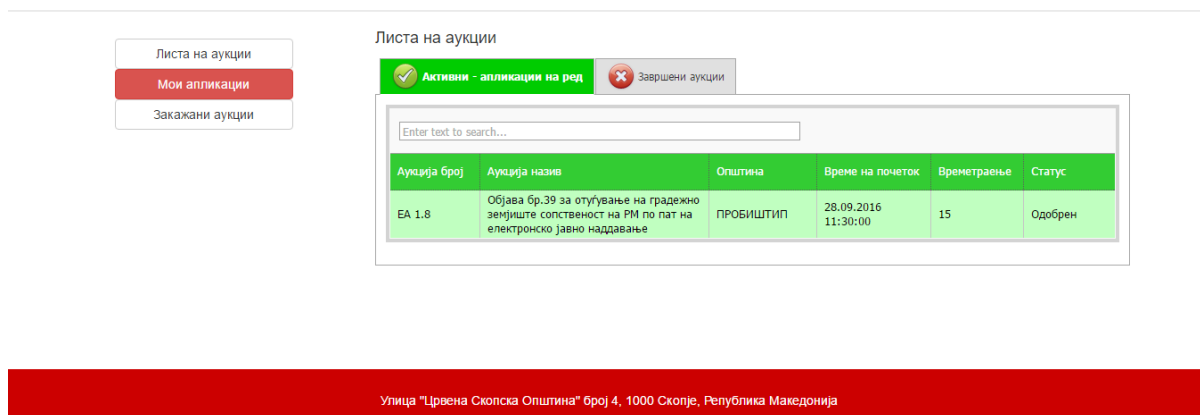 Листа на аукции
Мои апликации
Закажани аукции
Листа на аукции
Активни - апликации на ред
Завршени аукции
Enter text to search...
Аукција број Аукција назив Општина Време на почеток Времетраење Статус
ЕА 1.8
Објава бр.39 за отуѓување на градежно
земјиште сопственост на РМ по пат на
електронско јавно наддавање
ПРОБИШТИП
28.09.2016
11:30:00
15
Одобрен
Улица "Црвена Скопска Општина" број 4, 1000 Скопје, Република Македонија